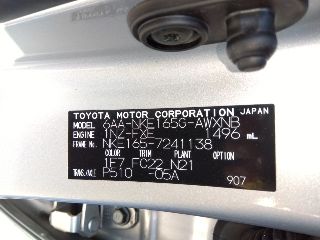 TOYOTA MOTOR CORPORATION JAPAN
MODEL 6AA-NKE165G-AWXNB
ENGINE 1NZ-FXE 1496 mL
FRAME No. NKE165-7241138
COLOR TRIM PLANT OPTION
1F7 FC22 N21
TRANS./AXLE P510 -05A
907